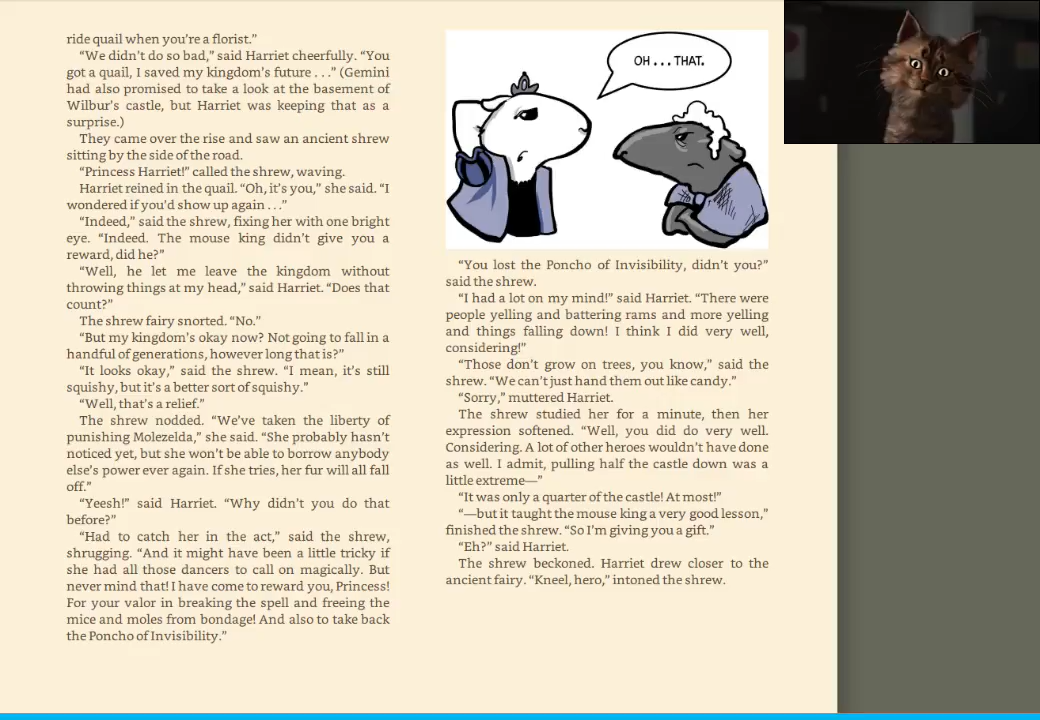 ride quail when you're a florist.”
“We didn't do so bad,” said Harriet cheerfully. “You
got a quail, I saved my kingdom's future . . .” (Gemini
had also promised to take a look at the basement of
Wilbur's castle, but Harriet was keeping that as a
surprise.)
They came over the rise and saw an ancient shrew
sitting by the side of the road.
“Princess Harriet!” called the shrew, waving.
Harriet reined in the quail. “Oh, it's you,” she said. “I
wondered if you'd show up again . . .”
“Indeed,” said the shrew, fixing her with one bright
eye. “Indeed. The mouse king didn't give you a
reward, did he?”
“Well, he let me leave the kingdom without
throwing things at my head,” said Harriet. “Does that
count?”
The shrew fairy snorted. “No.”
“But my kingdom's okay now? Not going to fall in a
handful of generations, however long that is?”
“It looks okay,” said the shrew. “I mean, it's still
squishy, but it's a better sort of squishy.”
“Well, that's a relief.”
The shrew nodded. “We've taken the liberty of
punishing Molezelda,” she said. “She probably hasn't
noticed yet, but she won't be able to borrow anybody
else's power ever again. If she tries, her fur will all fall
off.”
“Yeesh!” said Harriet. “Why didn't you do that
before?”
“Had to catch her in the act,” said the shrew,
shrugging. “And it might have been a little tricky if
she had all those dancers to call on magically. But
never mind that! I have come to reward you, Princess!
For your valor in breaking the spell and freeing the
mice and moles from bondage! And also to take back
the Poncho of Invisibility.”
OH . . . THAT.
“You lost the Poncho of Invisibility, didn't you?”
said the shrew.
“I had a lot on my mind!” said Harriet. “There were
people yelling and battering rams and more yelling
and things falling down! I think I did very well,
considering!”
“Those don't grow on trees, you know,” said the
shrew. “We can't just hand them out like candy.”
“Sorry,” muttered Harriet.
The shrew studied her for a minute, then her
expression softened. “Well, you did do very well.
Considering. A lot of other heroes wouldn't have done
as well. I admit, pulling half the castle down was a
little extreme—”
“It was only a quarter of the castle! At most!”
“—but it taught the mouse king a very good lesson,”
finished the shrew. “So I'm giving you a gift.”
“Eh?” said Harriet.
The shrew beckoned. Harriet drew closer to the
ancient fairy. “Kneel, hero,” intoned the shrew.